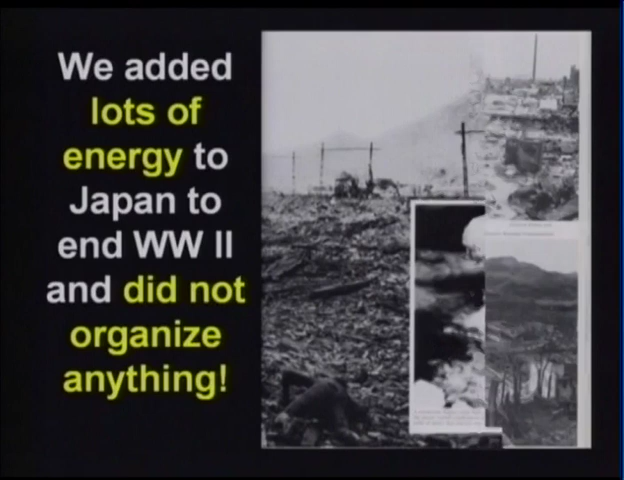 We added
lots of
energy to
Japan to
end WW II
and did not
organize
anything!